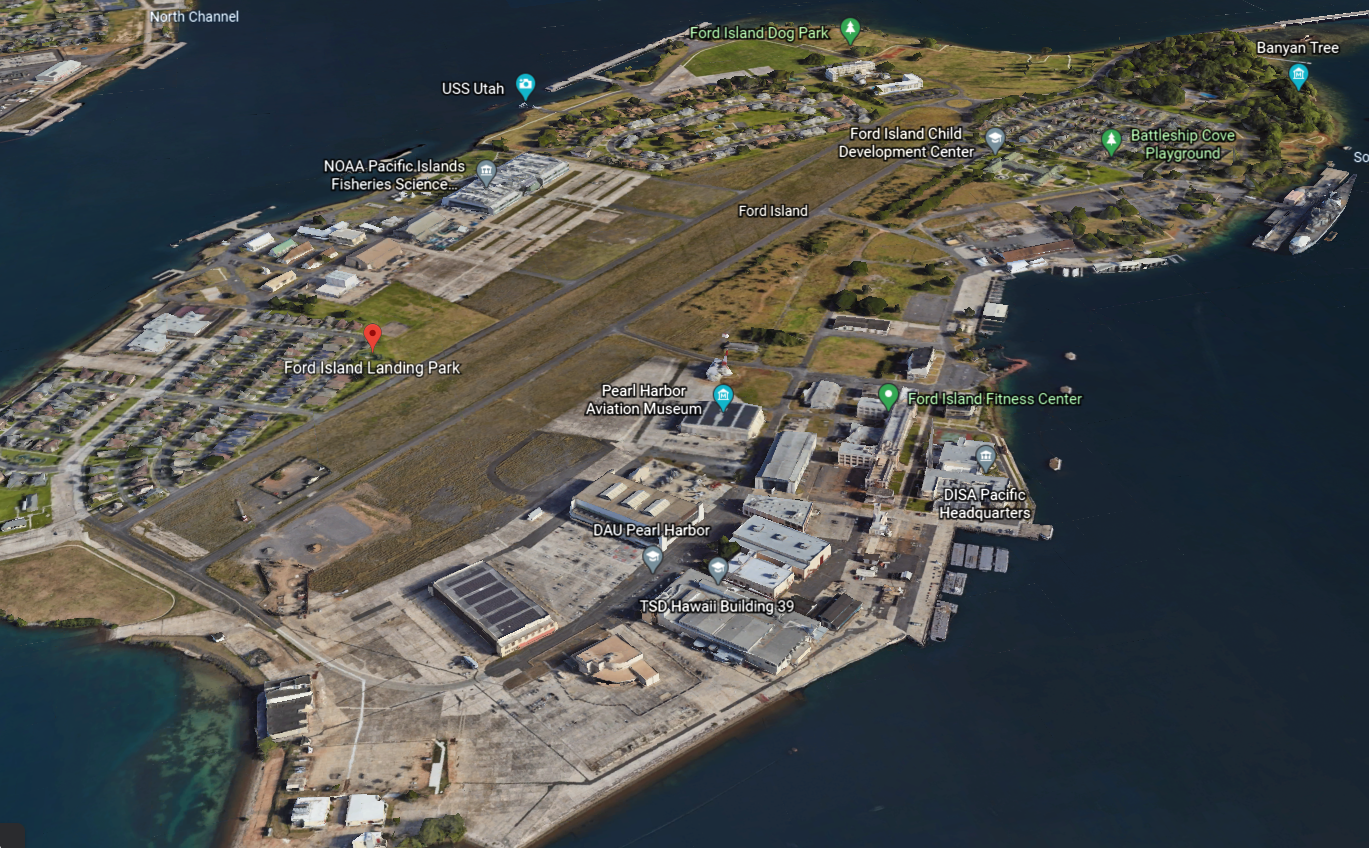 North Channel
Ford Island Dog Park
Banyan Tree
USS Utah
Ford Island Child
Development Center
Battleship Cove
Playground
So
NOAA Pacific Islands
Fisheries Science...
Ford Island
Ford Island Landing Park
Pearl Harbor
Aviation Museum
Ford Island Fitness Center
DISA Pacific
Headquarters
DAU Pearl Harbor
TSD Hawaii Building 39